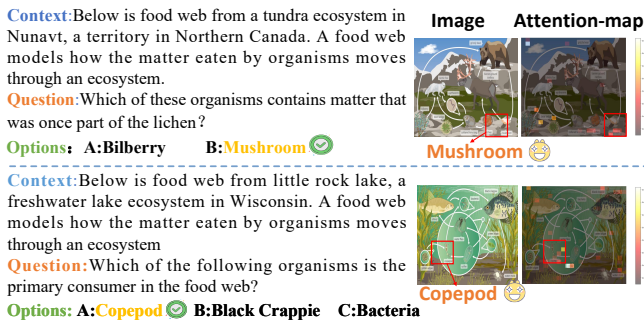 Context:Below is food web from a tundra ecosystem in
Nunavt, a territory in Northern Canada. A food web
models how the matter eaten by organisms moves
through an ecosystem.
Question:Which of these organisms contains matter that
was once part of the lichen?
Options: A:Bilberry B:Mushroom
Image Attention-map
Mushroom
Context:Below is food web from little rock lake, a
freshwater lake ecosystem in Wisconsin. A food web
models how the matter eaten by organisms moves
through an ecosystem
Question:Which of the following organisms is the
primary consumer in the food web?
Options: A:Copepod B:Black Crappie C:Bacteria
Copepod